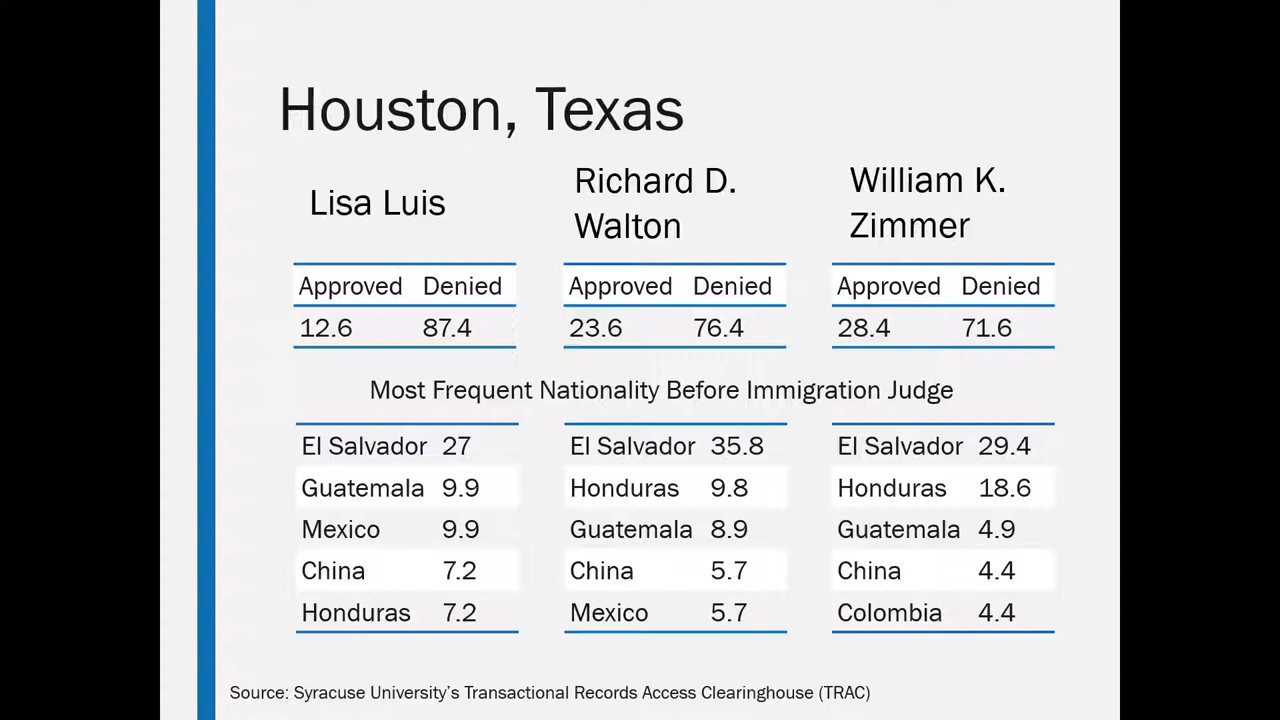 Houston, Texas
Lisa Luis
Richard D.
Walton
William K.
Zimmer
Approved Denied
12.6 87.4
Approved Denied
23.6 76.4
Approved Denied
28.4 71.6
Most Frequent Nationality Before Immigration Judge
El Salvador 27
Guatemala 9.9
Mexico 9.9
China 7.2
Honduras 7.2
El Salvador 35.8
Honduras 9.8
Guatemala 8.9
China 5.7
Mexico 5.7
El Salvador 29.4
Honduras 18.6
Guatemala 4.9
China 4.4
Colombia 4.4
Source: Syracuse University’s Transactional Records Access Clearinghouse (TRAC)